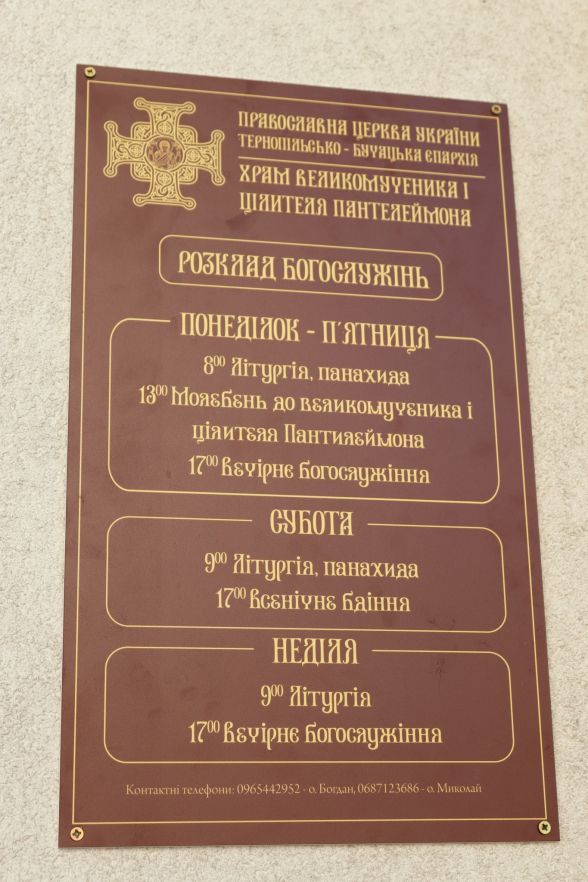 ПРАВОСЛАВНА ЦЕРКВА УКРАЇНИ
ТЕРНОПІЛЬСЬКО - БУЧАЦЬКА ЄПАРХІЯ
ХРАМ ВЕЛИКОМУЧЕНИКА І
ЦІЛИТЕЛЯ ПАНТЕЛЕЙМОНА
РОЗКЛАД БОГОСЛУЖІНЬ
ПОНЕДІЛОК - П'ЯТНИЦЯ
8⁰⁰ Літургія, панахида
13⁰⁰ Молебень до великомученика і
цілителя Пантилеймона
17⁰⁰ Вечірнє богослужіння
СУБОТА
9⁰⁰ Літургія, панахида
17⁰⁰ Всенічне бдіння
НЕДІЛЯ
9⁰⁰ Літургія
17⁰⁰ Вечірнє богослужіння
Контактні телефони: 0965442952 - о. Богдан, 0687123686 - о. Миколай